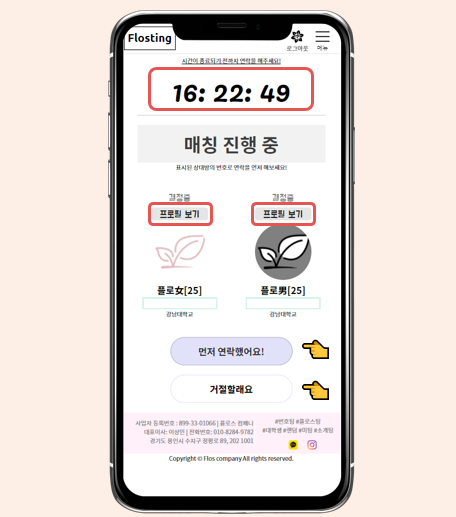 Flosting
로그아웃 메뉴
시간이 종료되기 전까지 연락을 해주세요!
16: 22: 49
매칭 진행 중
표시된 상대방의 번호로 연락을 먼저 해보세요!
결정중 결정중
프로필 보기 프로필 보기
플로女[25] 플로男[25]
강남대학교 강남대학교
먼저 연락했어요!
거절할래요
사업자 등록번호 : 899-33-01066 | 플로스 컴퍼니
대표이사: 이상민 | 전화번호: 010-8284-9782
경기도 용인시 수지구 정평로 89, 202 1001
#번호팅 #플로스팅
#대학생 #랜덤 #미팅 #소개팅
Copyright © Flos company All rights reserved.